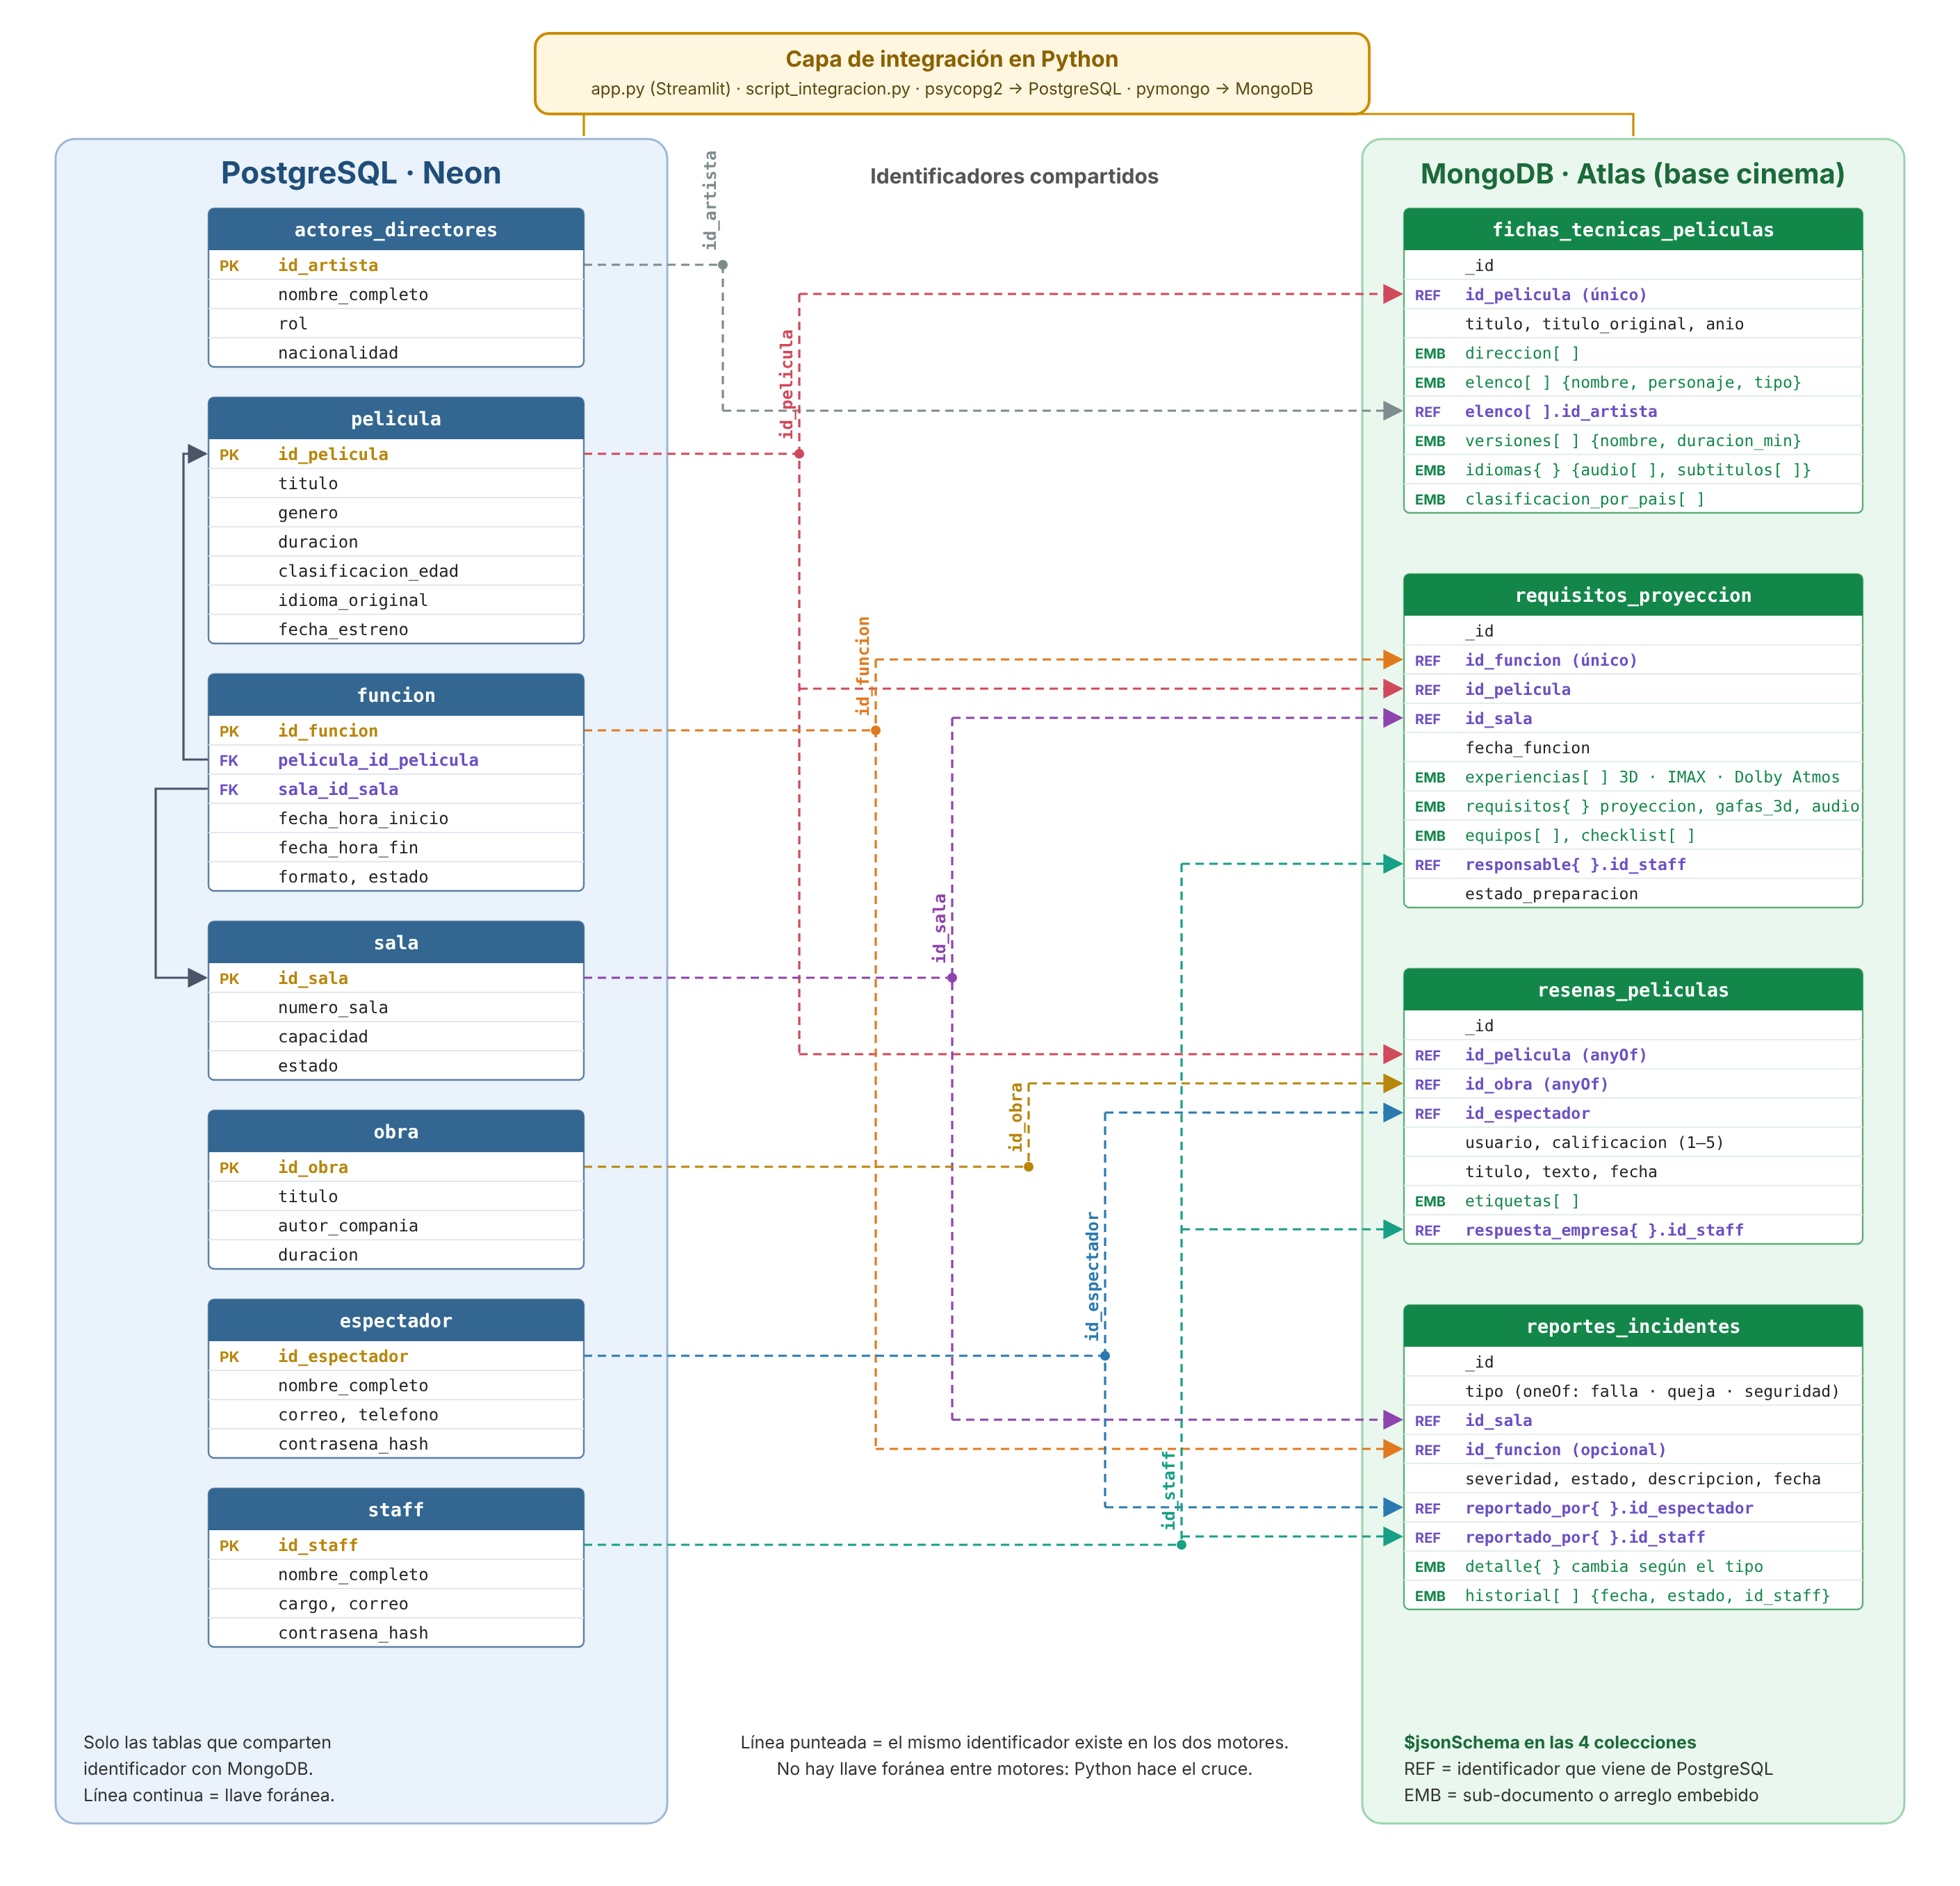 Capa de integración en Python
app.py (Streamlit) · script_integracion.py · psycopg2 → PostgreSQL · pymongo → MongoDB
PostgreSQL · Neon
actores_directores
PK id_artista
nombre_completo
rol
nacionalidad
pelicula
PK id_pelicula
titulo
genero
duracion
clasificacion_edad
idioma_original
fecha_estreno
funcion
PK id_funcion
FK pelicula_id_pelicula
FK sala_id_sala
fecha_hora_inicio
fecha_hora_fin
formato, estado
sala
PK id_sala
numero_sala
capacidad
estado
obra
PK id_obra
titulo
autor_compania
duracion
espectador
PK id_espectador
nombre_completo
correo, telefono
contrasena_hash
staff
PK id_staff
nombre_completo
cargo, correo
contrasena_hash
Solo las tablas que comparten
identificador con MongoDB.
Línea continua = llave foránea.
Identificadores compartidos
id_artista
id_pelicula
id_funcion
id_sala
id_obra
id_espectador
id_staff
Línea punteada = el mismo identificador existe en los dos motores.
No hay llave foránea entre motores: Python hace el cruce.
MongoDB · Atlas (base cinema)
fichas_tecnicas_peliculas
_id
REF id_pelicula (único)
titulo, titulo_original, anio
EMB direccion[ ]
EMB elenco[ ] {nombre, personaje, tipo}
REF elenco[ ].id_artista
EMB versiones[ ] {nombre, duracion_min}
EMB idiomas{ } {audio[ ], subtitulos[ ]}
EMB clasificacion_por_pais[ ]
requisitos_proyeccion
_id
REF id_funcion (único)
REF id_pelicula
REF id_sala
fecha_funcion
EMB experiencias[ ] 3D · IMAX · Dolby Atmos
EMB requisitos{ } proyeccion, gafas_3d, audio
EMB equipos[ ], checklist[ ]
REF responsable{ }.id_staff
estado_preparacion
resenas_peliculas
_id
REF id_pelicula (anyOf)
REF id_obra (anyOf)
REF id_espectador
usuario, calificacion (1–5)
titulo, texto, fecha
EMB etiquetas[ ]
REF respuesta_empresa{ }.id_staff
reportes_incidentes
_id
tipo (oneOf: falla · queja · seguridad)
REF id_sala
REF id_funcion (opcional)
severidad, estado, descripcion, fecha
REF reportado_por{ }.id_espectador
REF reportado_por{ }.id_staff
EMB detalle{ } cambia según el tipo
EMB historial[ ] {fecha, estado, id_staff}
$jsonSchema en las 4 colecciones
REF = identificador que viene de PostgreSQL
EMB = sub-documento o arreglo embebido